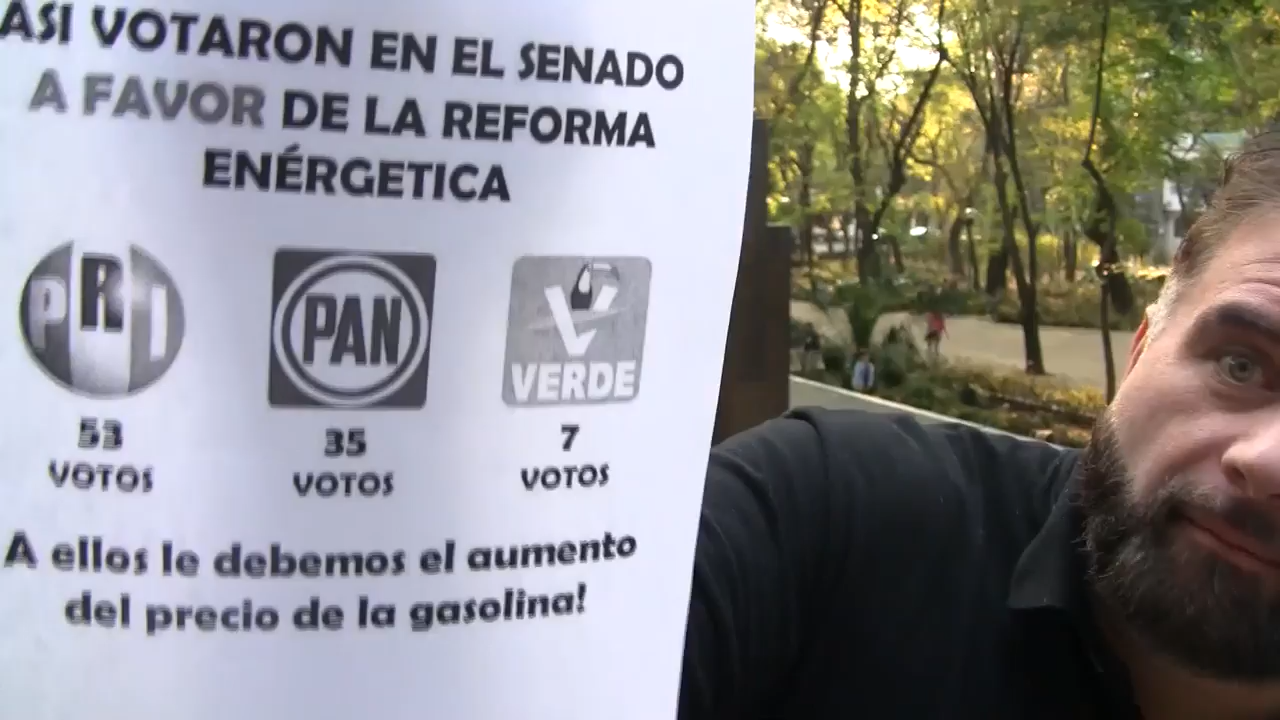 ASI VOTARON EN EL SENADO
A FAVOR DE LA REFORMA
ENÉRGETICA
PRI
PAN
V
VERDE
53
VOTOS
35
VOTOS
7
VOTOS
A ellos le debemos el aumento
del precio de la gasolina!